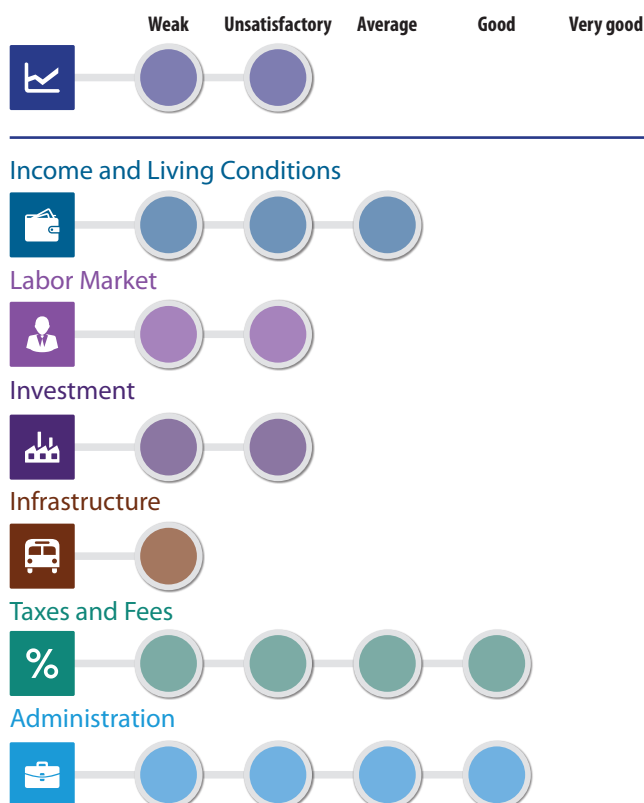 Weak Unsatisfactory Average Good Very good
Income and Living Conditions
Labor Market
Investment
Infrastructure
Taxes and Fees
%
Administration